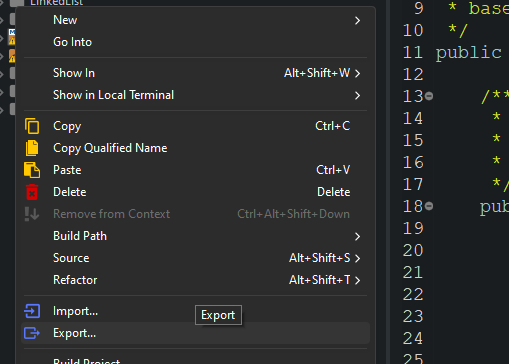 LinkedList
New
Go Into
Show In Alt+Shift+W
Show in Local Terminal
Copy Ctrl+C
Copy Qualified Name
Paste Ctrl+V
Delete Delete
Remove from Context Ctrl+Alt+Shift+Down
Build Path
Source Alt+Shift+S
Refactor Alt+Shift+T
Import...
Export...
Export
Build Project
9 * base
10 */
11 public
12
13 /**
14 *
15 *
16 *
17 */
18 pub
19
20
21
22
23
24
25